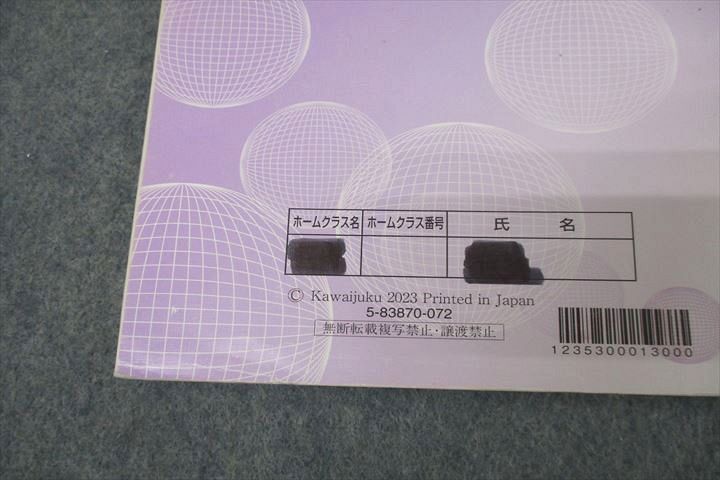 ホームクラス名 ホームクラス番号 氏 名
© Kawaijuku 2023 Printed in Japan
5-83870-072
無断転載複写禁止・譲渡禁止
1235300013000